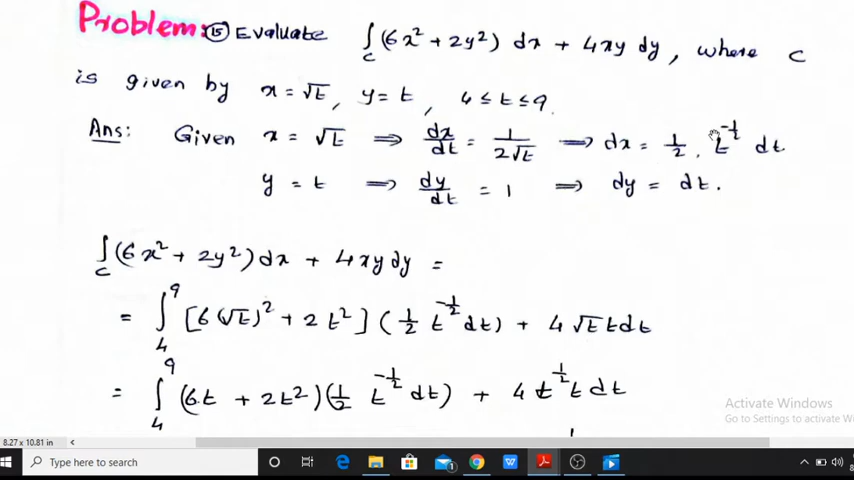 Problem: ⑮ Evaluate ∫_C (6x² + 2y²) dx + 4xy dy, where C
is given by x = √t, y = t, 4 ≤ t ≤ 9.
Ans: Given x = √t ⟹ dx/dt = 1/(2√t) ⟹ dx = 1/2 . t^(-1/2) dt
y = t ⟹ dy/dt = 1 ⟹ dy = dt.
∫_C (6x² + 2y²) dx + 4xy dy =
= ∫_4^9 [6(√t)² + 2t²] (1/2 t^(-1/2) dt) + 4√t t dt
= ∫_4^9 (6t + 2t²)(1/2 t^(-1/2) dt) + 4 t^(1/2) t dt
Activate Windows
Go to Settings to activate Wi
8.27 x 10.81 in
Type here to search